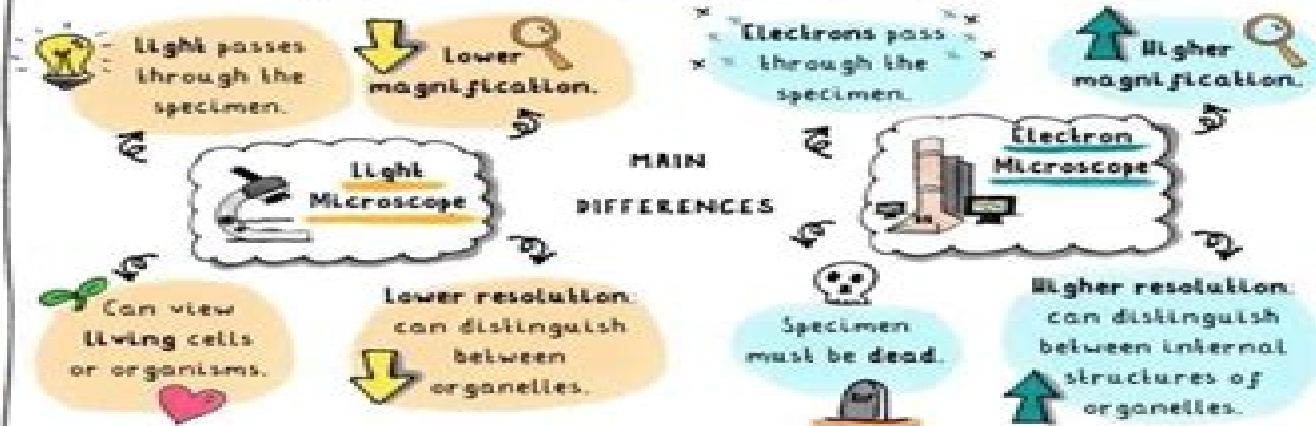 Light passes
through the
specimen.
Lower
magnification.
Electrons pass
through the
specimen.
Higher
magnification.
Light
Microscope
MAIN
DIFFERENCES
Electron
Microscope
Can view
living cells
or organisms.
Lower resolution:
can distinguish
between
organelles.
Specimen
must be dead.
Higher resolution:
can distinguish
between internal
structures of
organelles.